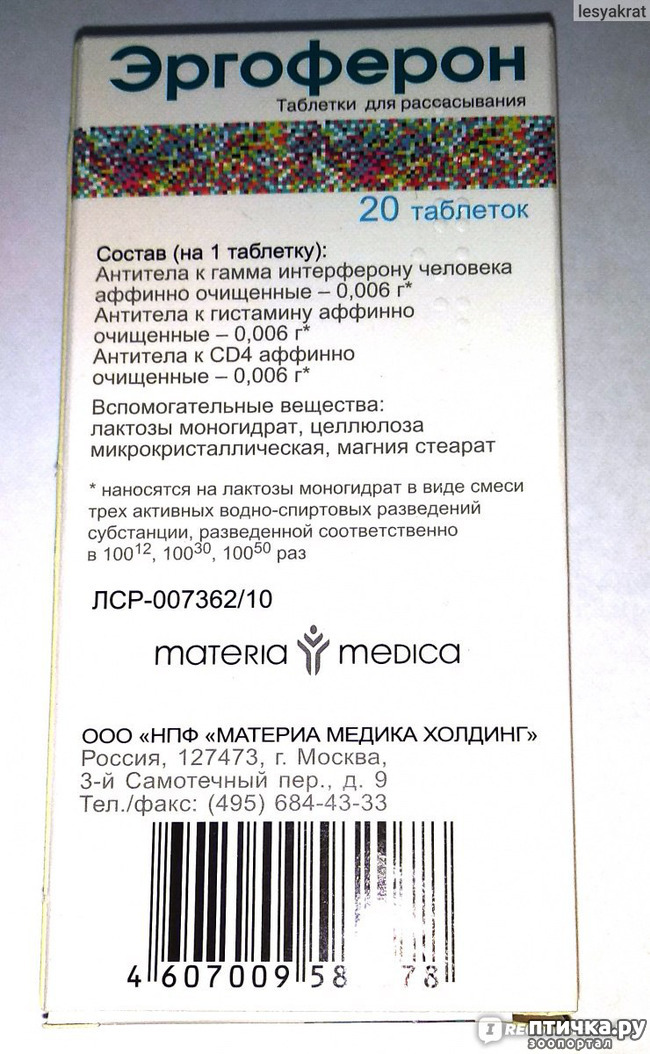 lesyakrat
Эргоферон
Таблетки для рассасывания
20 таблеток
Состав (на 1 таблетку):
Антитела к гамма интерферону человека
аффинно очищенные – 0,006 г*
Антитела к гистамину аффинно
очищенные – 0,006 г*
Антитела к CD4 аффинно
очищенные – 0,006 г*
Вспомогательные вещества:
лактозы моногидрат, целлюлоза
микрокристаллическая, магния стеарат
* наносятся на лактозы моногидрат в виде смеси
трех активных водно-спиртовых разведений
субстанции, разведенной соответственно
в 100¹², 100³⁰, 100⁵⁰ раз
ЛСР-007362/10
materia medica
ООО «НПФ «МАТЕРИА МЕДИКА ХОЛДИНГ»
Россия, 127473, г. Москва,
3-й Самотечный пер., д. 9
Тел./факс: (495) 684-43-33
4 607009 58 78
птичка.ру
зоопортал